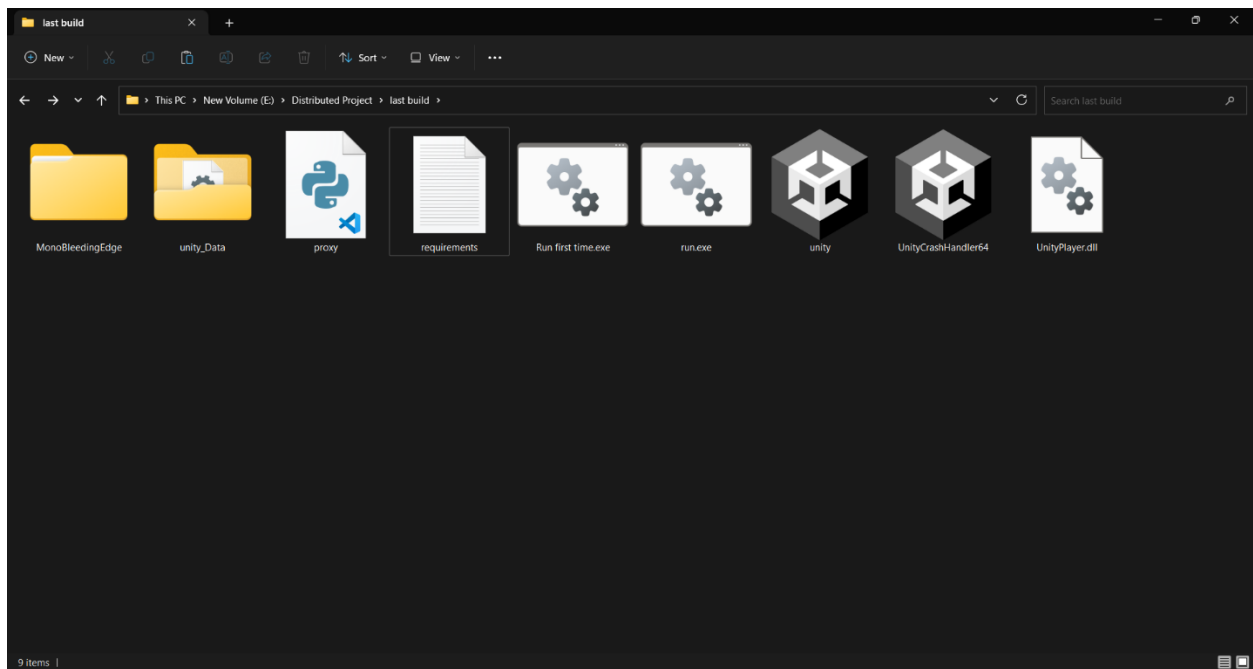 last build
New
Sort
View
This PC > New Volume (E:) > Distributed Project > last build >
Search last build
MonoBleedingEdge
unity_Data
proxy
requirements
Run first time.exe
run.exe
unity
UnityCrashHandler64
UnityPlayer.dll
9 items